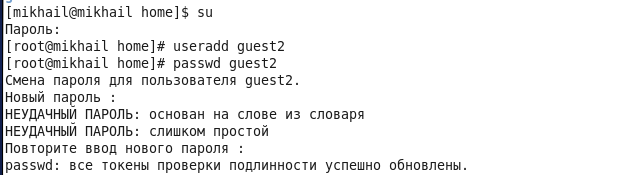 [mikhail@mikhail home]$ su
Пароль:
[root@mikhail home]# useradd guest2
[root@mikhail home]# passwd guest2
Смена пароля для пользователя guest2.
Новый пароль :
НЕУДАЧНЫЙ ПАРОЛЬ: основан на слове из словаря
НЕУДАЧНЫЙ ПАРОЛЬ: слишком простой
Повторите ввод нового пароля :
passwd: все токены проверки подлинности успешно обновлены.